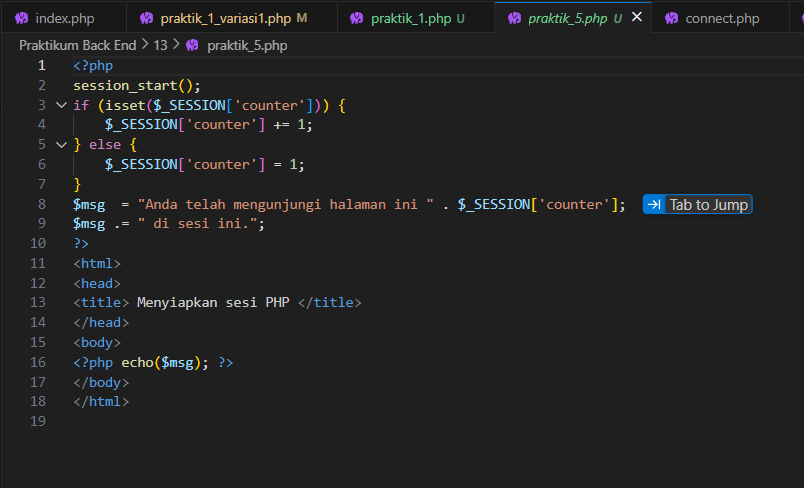 index.php praktik_1_variasi1.php M praktik_1.php U praktik_5.php U connect.php
Praktikum Back End > 13 > praktik_5.php
1 <?php
2 session_start();
3 if (isset($_SESSION['counter'])) {
4 $_SESSION['counter'] += 1;
5 } else {
6 $_SESSION['counter'] = 1;
7 }
8 $msg  = "Anda telah mengunjungi halaman ini " . $_SESSION['counter']; Tab to Jump
9 $msg .= " di sesi ini.";
10 ?>
11 <html>
12 <head>
13 <title> Menyiapkan sesi PHP </title>
14 </head>
15 <body>
16 <?php echo($msg); ?>
17 </body>
18 </html>
19